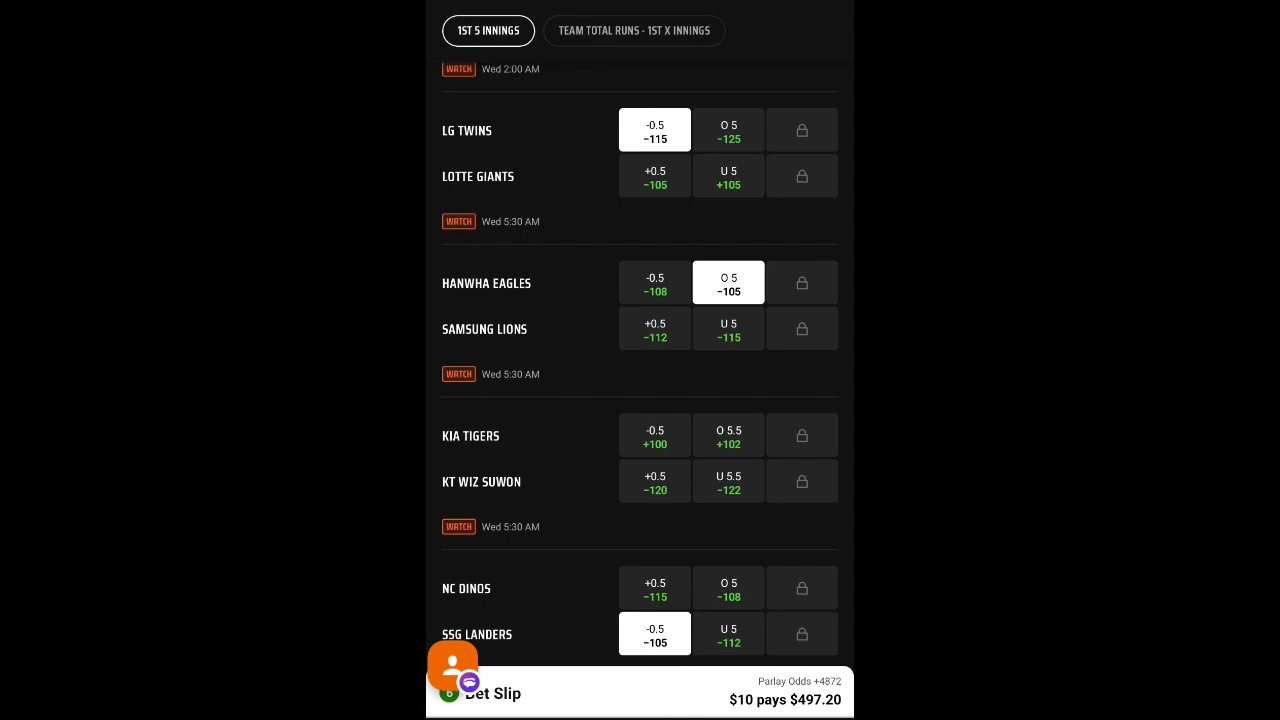 1ST 5 INNINGS
TEAM TOTAL RUNS - 1ST X INNINGS
WATCH Wed 2:00 AM
LG TWINS
-0.5
−115
O 5
−125
LOTTE GIANTS
+0.5
−105
U 5
+105
WATCH Wed 5:30 AM
HANWHA EAGLES
-0.5
−108
O 5
−105
SAMSUNG LIONS
+0.5
−112
U 5
−115
WATCH Wed 5:30 AM
KIA TIGERS
-0.5
+100
O 5.5
+102
KT WIZ SUWON
+0.5
−120
U 5.5
−122
WATCH Wed 5:30 AM
NC DINOS
+0.5
−115
O 5
−108
SSG LANDERS
-0.5
−105
U 5
−112
6 Bet Slip
Parlay Odds +4872
$10 pays $497.20